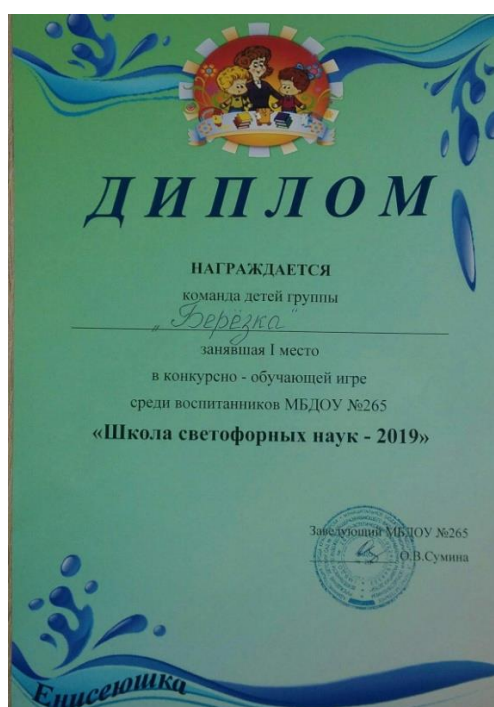 ДИПЛОМ
НАГРАЖДАЕТСЯ
команда детей группы
„Берёзка"
занявшая I место
в конкурсно - обучающей игре
среди воспитанников МБДОУ №265
«Школа светофорных наук - 2019»
Заведующий МБДОУ №265
О.В.Сумина
Енисеюшка